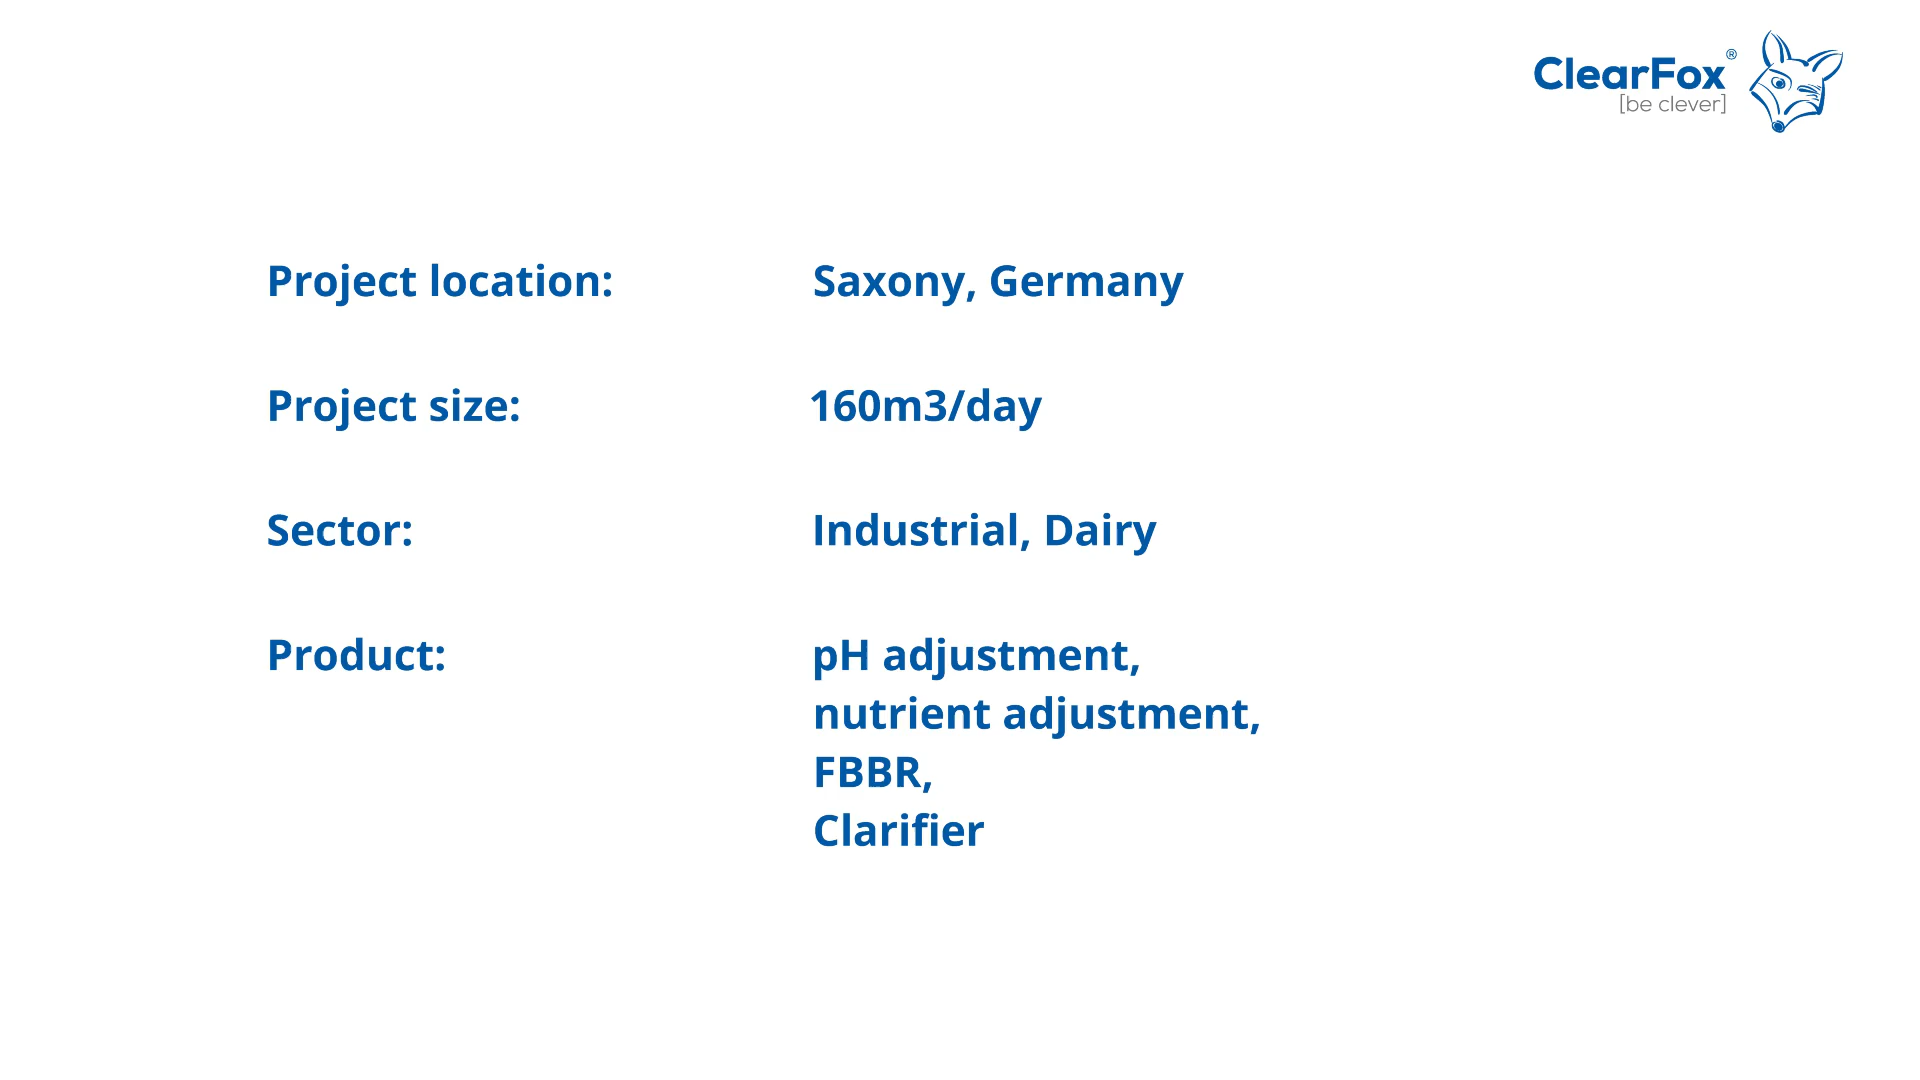 ClearFox®
[be clever]
Project location: Saxony, Germany
Project size: 160m3/day
Sector: Industrial, Dairy
Product: pH adjustment,
nutrient adjustment,
FBBR,
Clarifier